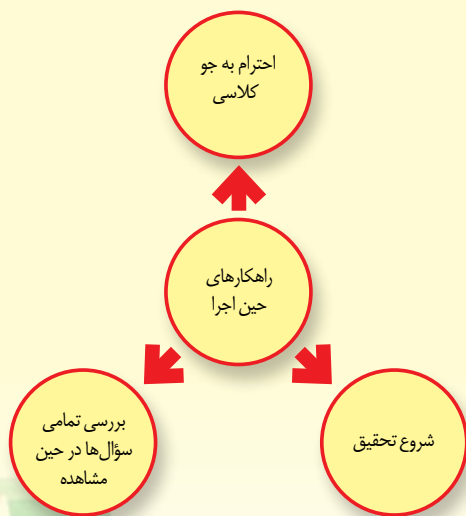 احترام به جو
کلاسی
راهکارهای
حین اجرا
شروع تحقیق
بررسی تمامی
سؤال‌ها در حین
مشاهده